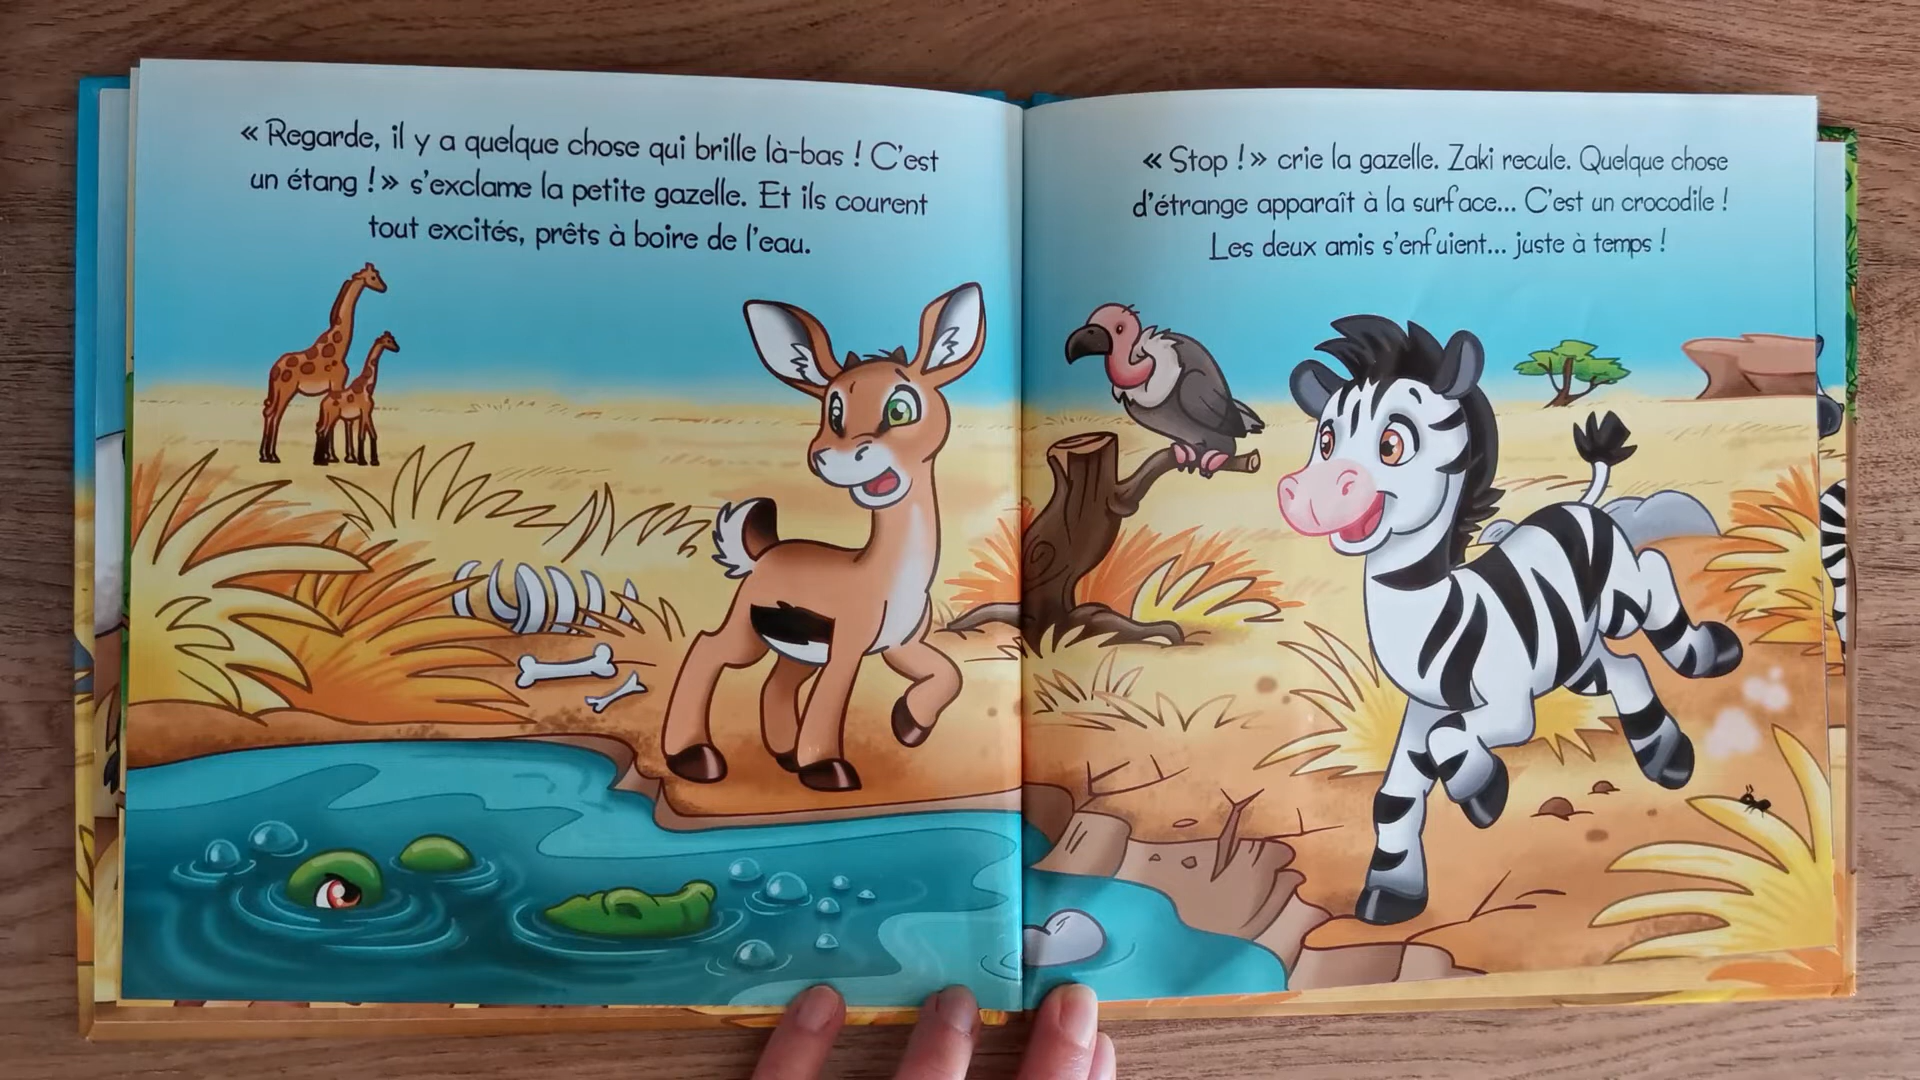 « Regarde, il y a quelque chose qui brille là-bas ! C'est
un étang ! » s'exclame la petite gazelle. Et ils courent
tout excités, prêts à boire de l'eau.
« Stop ! » crie la gazelle. Zaki recule. Quelque chose
d'étrange apparaît à la surface... C'est un crocodile !
Les deux amis s'enfuient... juste à temps !